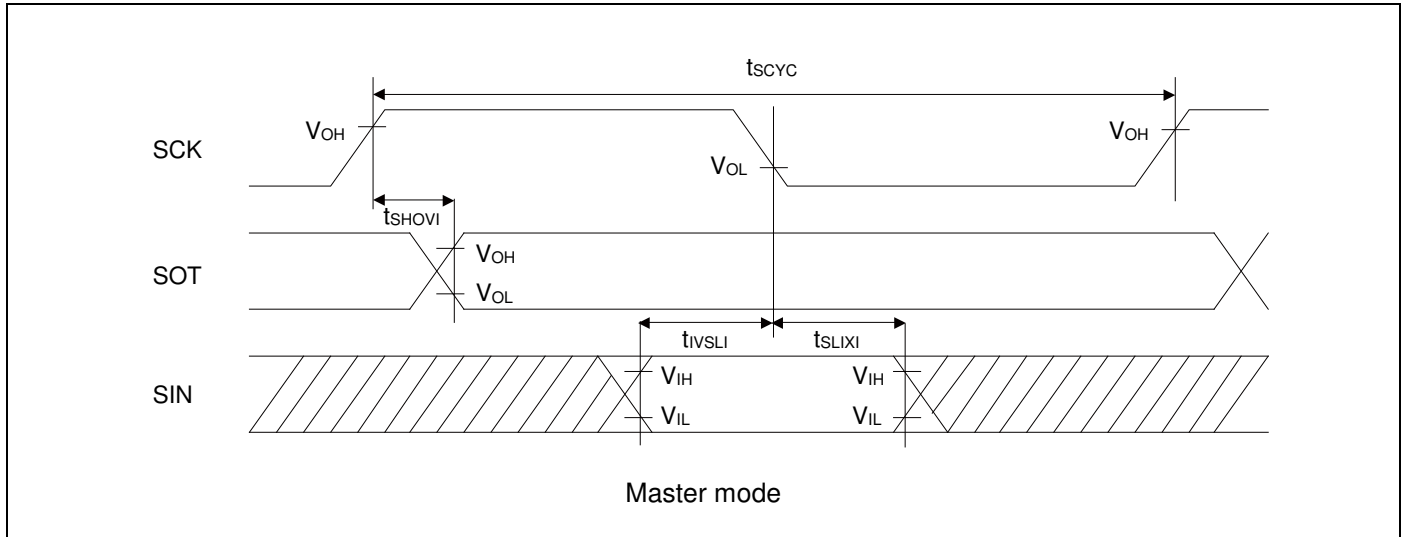 tSCYC
VOH
VOH
SCK
VOL
tSHOVI
VOH
SOT
VOL
tIVSLI
tSLIXI
VIH
VIH
SIN
VIL
VIL
Master mode